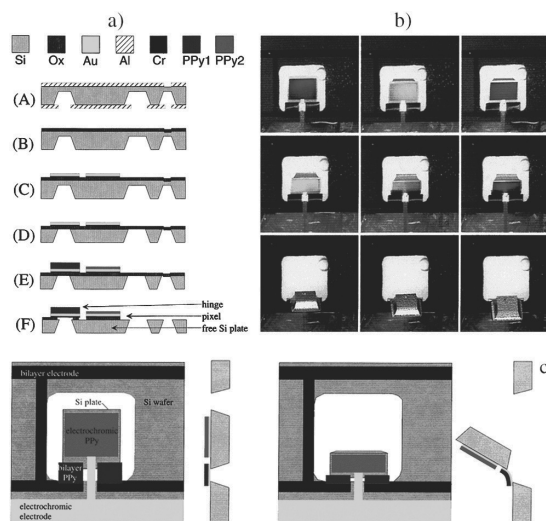 a)
b)
Si Ox Au Al Cr PPy1 PPy2
(A)
(B)
(C)
(D)
(E)
hinge
pixel
(F)
free Si plate
bilayer electrode
Si plate
Si wafer
electrochromic
PPy
bilayer
PPy
electrochromic
electrode
c